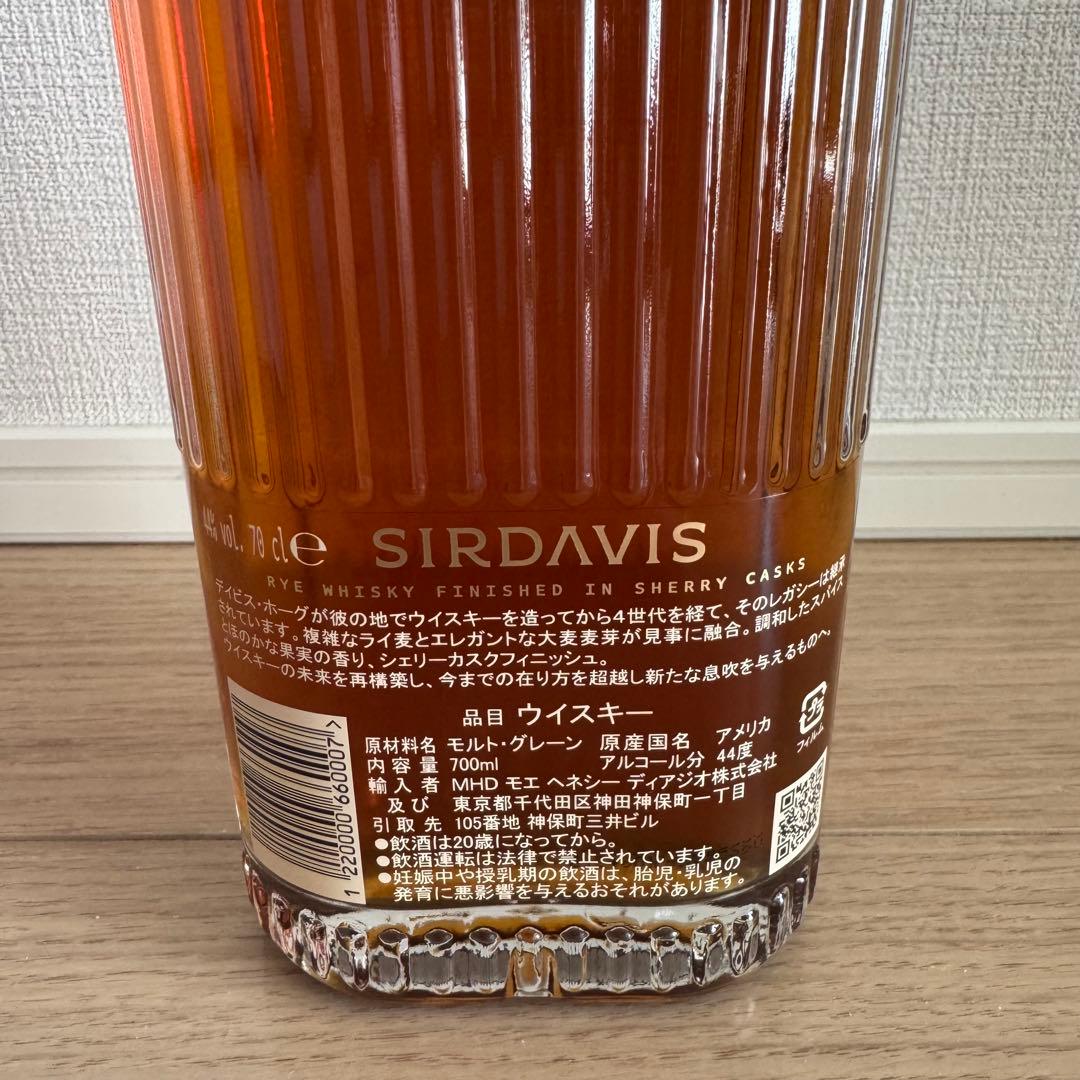 44% vol. 70 cl e
SIRDAVIS
RYE WHISKY FINISHED IN SHERRY CASKS
デイビス・ホーグが彼の地でウイスキーを造ってから4世代を経て、そのレガシーは継承
されています。複雑なライ麦とエレガントな大麦麦芽が見事に融合。調和したスパイス
とほのかな果実の香り、シェリーカスクフィニッシュ。
ウイスキーの未来を再構築し、今までの在り方を超越し新たな息吹を与えるものへ。
品目 ウイスキー
原材料名 モルト・グレーン 原産国名 アメリカ
内容量 700ml アルコール分 44度
輸入者 MHD モエ ヘネシー ディアジオ株式会社
及び 東京都千代田区神田神保町一丁目
引取先 105番地 神保町三井ビル
●飲酒は20歳になってから。
●飲酒運転は法律で禁止されています。
●妊娠中や授乳期の飲酒は、胎児・乳児の
発育に悪影響を与えるおそれがあります。
プラ
フィルーム
1 220000 660007 >